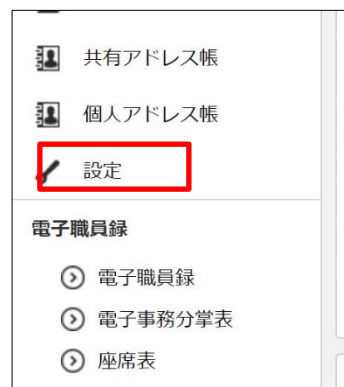 共有アドレス帳
個人アドレス帳
設定
電子職員録
電子職員録
電子事務分掌表
座席表